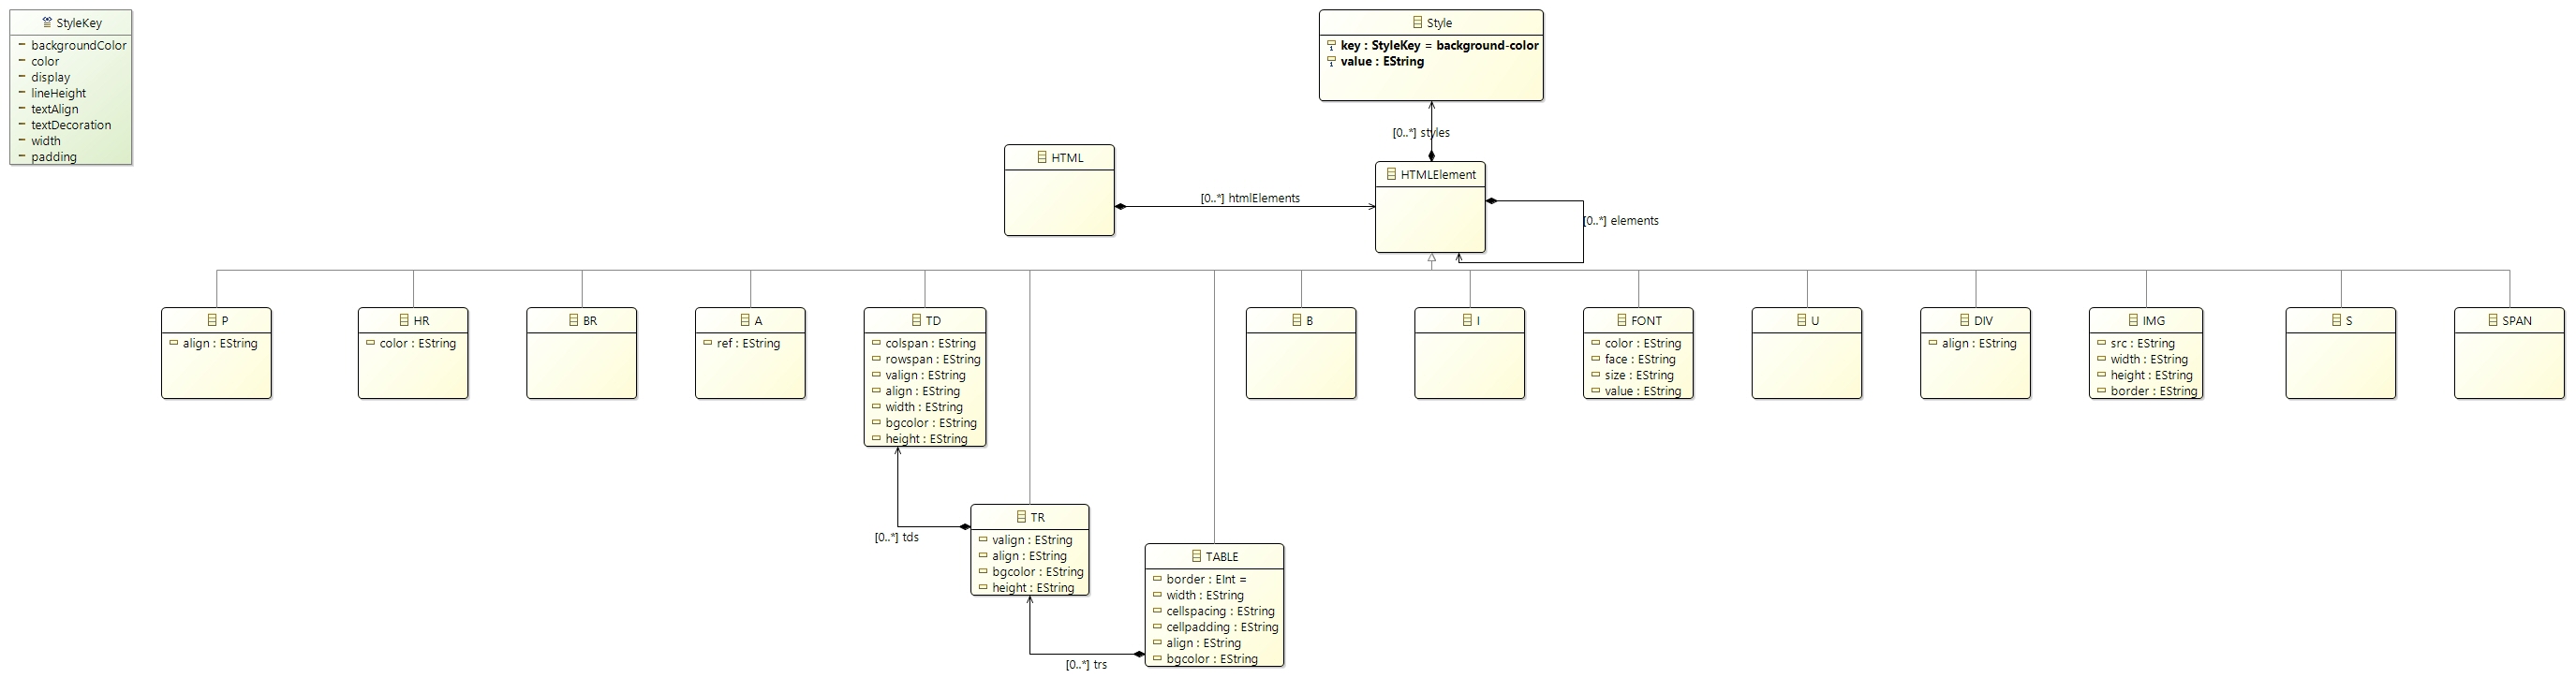 StyleKey
backgroundColor
color
display
lineHeight
textAlign
textDecoration
width
padding
Style
key : StyleKey = background-color
value : EString
[0..*] styles
HTML
[0..*] htmlElements
HTMLElement
[0..*] elements
P
align : EString
HR
color : EString
BR
A
ref : EString
TD
colspan : EString
rowspan : EString
valign : EString
align : EString
width : EString
bgcolor : EString
height : EString
B
I
FONT
color : EString
face : EString
size : EString
value : EString
U
DIV
align : EString
IMG
src : EString
width : EString
height : EString
border : EString
S
SPAN
[0..*] tds
TR
valign : EString
align : EString
bgcolor : EString
height : EString
TABLE
border : EInt =
width : EString
cellspacing : EString
cellpadding : EString
align : EString
bgcolor : EString
[0..*] trs